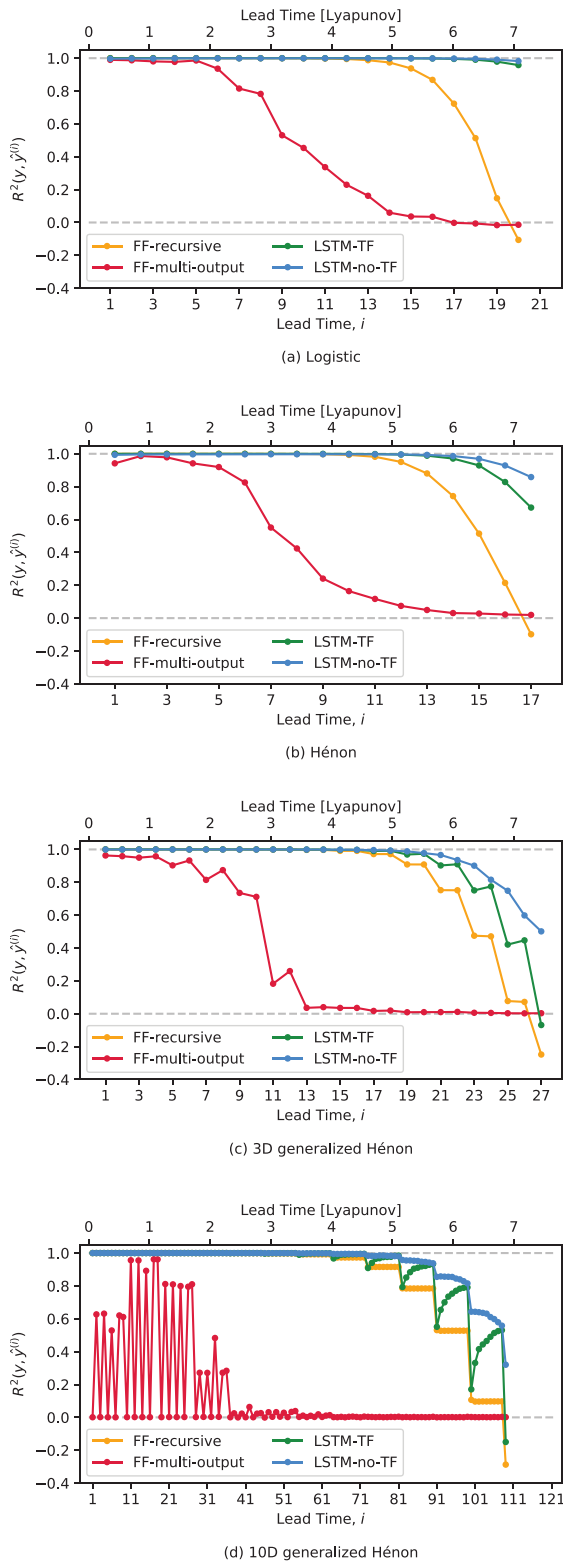 Lead Time [Lyapunov]
0 1 2 3 4 5 6 7
1.0
0.8
0.6
0.4
0.2
0.0
−0.2
−0.4
R²(y, ŷ⁽ⁱ⁾)
FF-recursive LSTM-TF
FF-multi-output LSTM-no-TF
1 3 5 7 9 11 13 15 17 19 21
Lead Time, i
(a) Logistic
Lead Time [Lyapunov]
0 1 2 3 4 5 6 7
1.0
0.8
0.6
0.4
0.2
0.0
−0.2
−0.4
R²(y, ŷ⁽ⁱ⁾)
FF-recursive LSTM-TF
FF-multi-output LSTM-no-TF
1 3 5 7 9 11 13 15 17
Lead Time, i
(b) Hénon
Lead Time [Lyapunov]
0 1 2 3 4 5 6 7
1.0
0.8
0.6
0.4
0.2
0.0
−0.2
−0.4
R²(y, ŷ⁽ⁱ⁾)
FF-recursive LSTM-TF
FF-multi-output LSTM-no-TF
1 3 5 7 9 11 13 15 17 19 21 23 25 27
Lead Time, i
(c) 3D generalized Hénon
Lead Time [Lyapunov]
0 1 2 3 4 5 6 7
1.0
0.8
0.6
0.4
0.2
0.0
−0.2
−0.4
R²(y, ŷ⁽ⁱ⁾)
FF-recursive LSTM-TF
FF-multi-output LSTM-no-TF
1 11 21 31 41 51 61 71 81 91 101 111 121
Lead Time, i
(d) 10D generalized Hénon